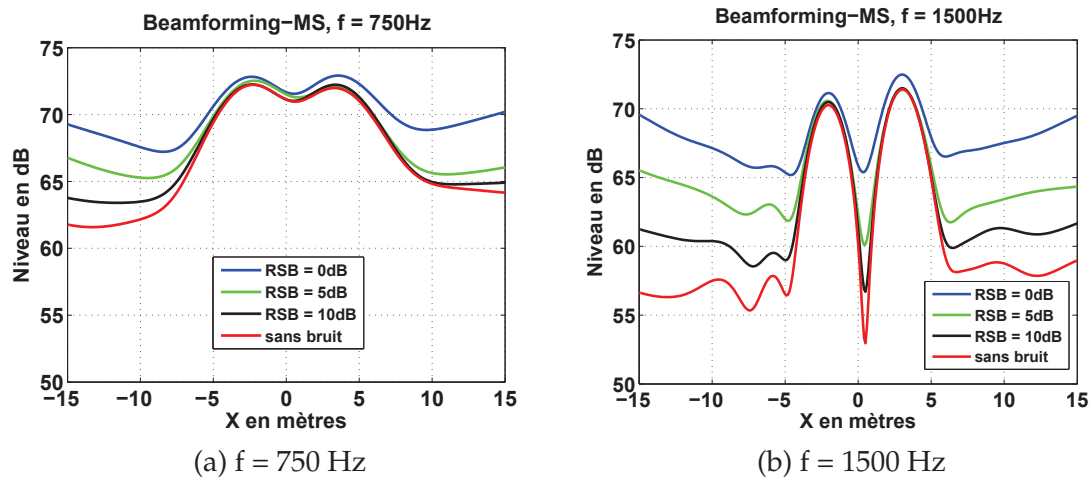 Beamforming−MS, f = 750Hz
75
70
65
60
55
50
Niveau en dB
RSB = 0dB
RSB = 5dB
RSB = 10dB
sans bruit
−15 −10 −5 0 5 10 15
X en mètres
(a) f = 750 Hz
Beamforming−MS, f = 1500Hz
75
70
65
60
55
50
Niveau en dB
RSB = 0dB
RSB = 5dB
RSB = 10dB
sans bruit
−15 −10 −5 0 5 10 15
X en mètres
(b) f = 1500 Hz